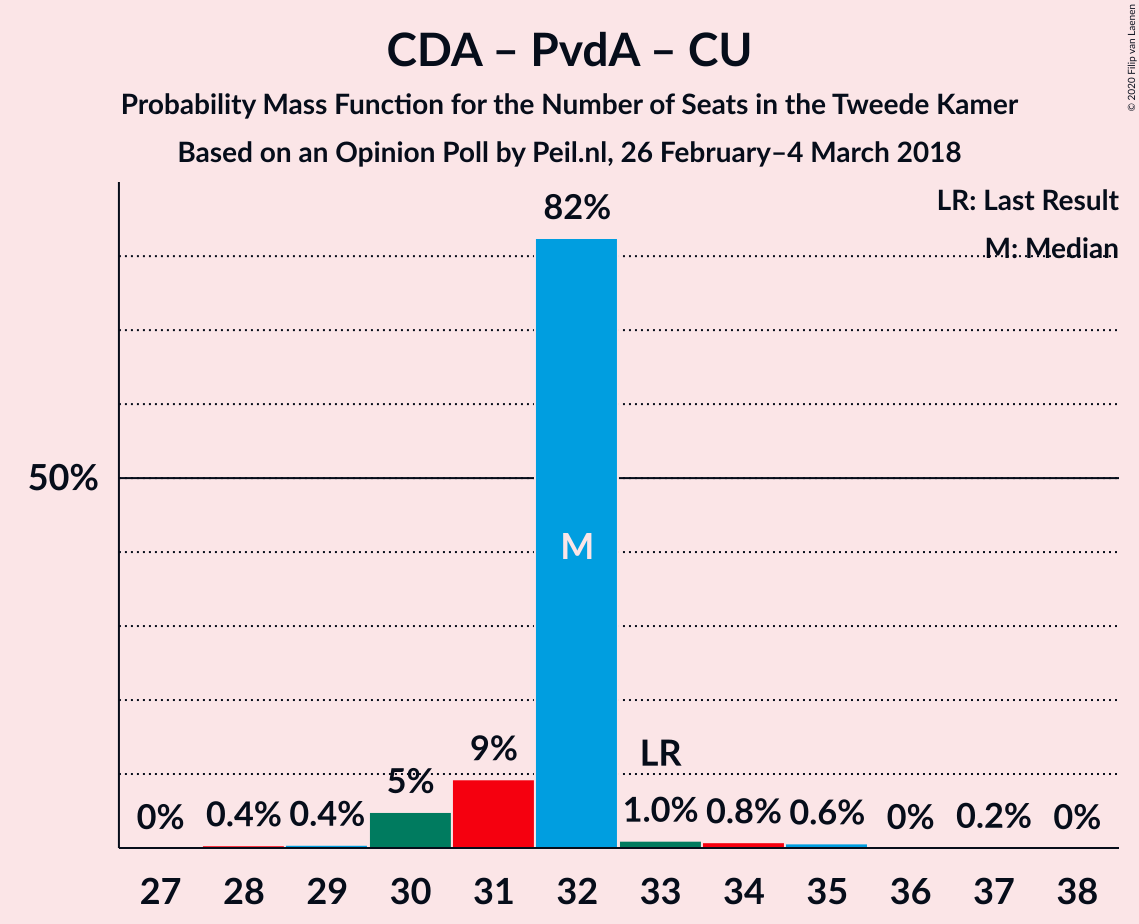 CDA – PvdA – CU
Probability Mass Function for the Number of Seats in the Tweede Kamer
Based on an Opinion Poll by Peil.nl, 26 February–4 March 2018
© 2020 Filip van Laenen
LR: Last Result
M: Median
82%
50%
M
9%
LR
5%
0%
0.4%
0.4%
1.0%
0.8%
0.6%
0%
0.2%
0%
27 28 29 30 31 32 33 34 35 36 37 38